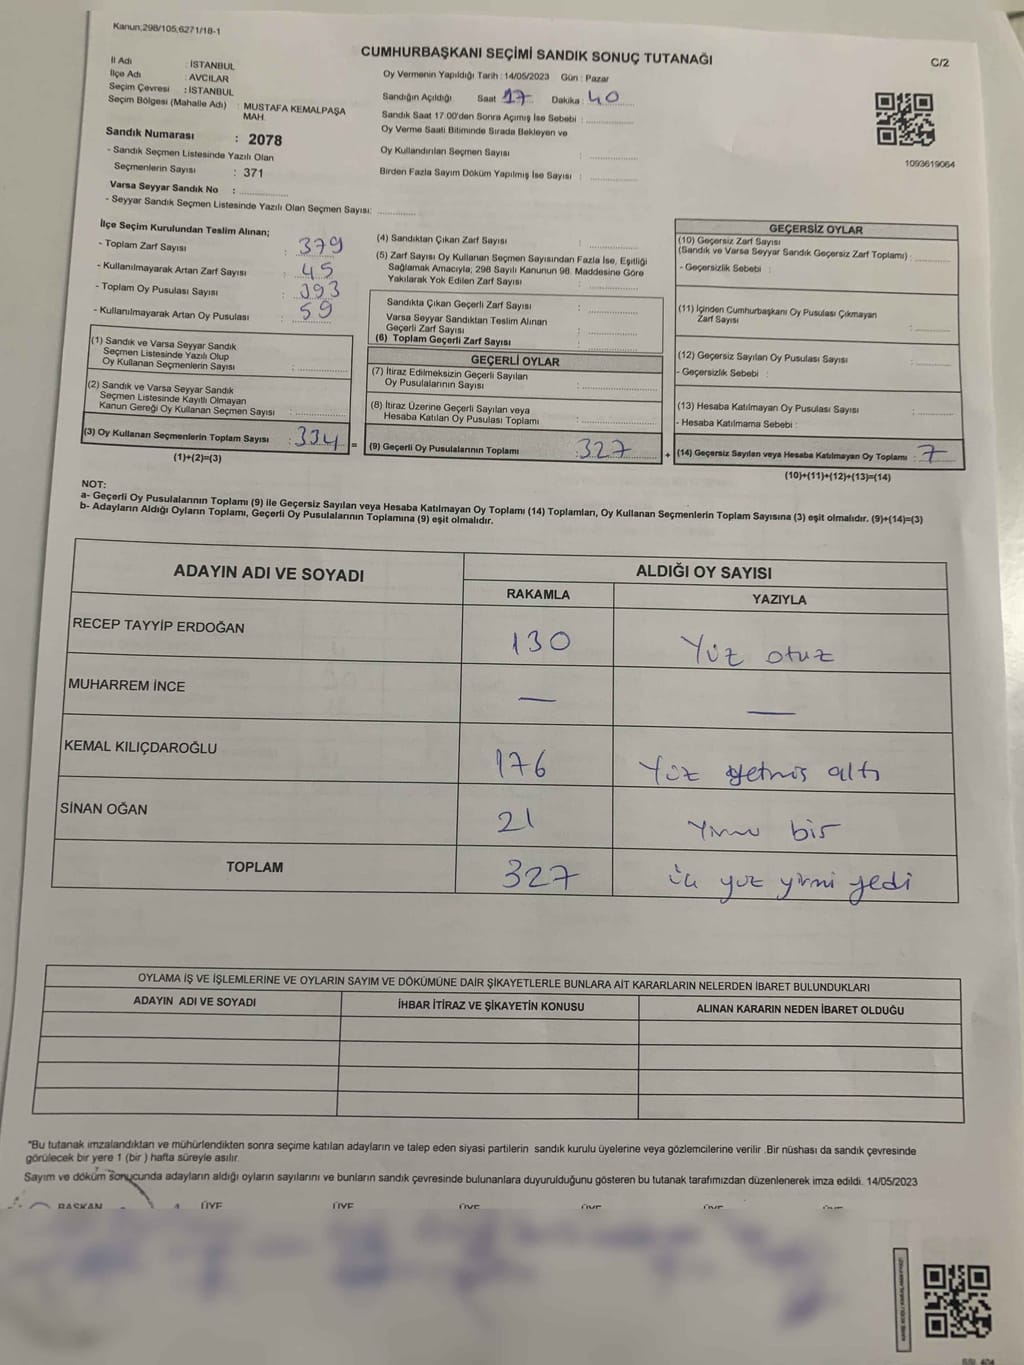 Kanun;298/105,6271/18-1
CUMHURBAŞKANI SEÇİMİ SANDIK SONUÇ TUTANAĞI
C/2
İl Adı : İSTANBUL
İlçe Adı : AVCILAR
Seçim Çevresi : İSTANBUL
Seçim Bölgesi (Mahalle Adı) : MUSTAFA KEMALPAŞA MAH.
Sandık Numarası : 2078
- Sandık Seçmen Listesinde Yazılı Olan
Seçmenlerin Sayısı : 371
Varsa Seyyar Sandık No :
- Seyyar Sandık Seçmen Listesinde Yazılı Olan Seçmen Sayısı:
Oy Vermenin Yapıldığı Tarih : 14/05/2023 Gün : Pazar
Sandığın Açıldığı Saat 17 Dakika : 40
Sandık Saat 17:00'den Sonra Açımış İse Sebebi :
Oy Verme Saati Bitiminde Sırada Bekleyen ve
Oy Kullandırılan Seçmen Sayısı :
Birden Fazla Sayım Döküm Yapılmış İse Sayısı :
1093619064
İlçe Seçim Kurulundan Teslim Alınan;
- Toplam Zarf Sayısı : 379
- Kullanılmayarak Artan Zarf Sayısı : 45
- Toplam Oy Pusulası Sayısı : 393
- Kullanılmayarak Artan Oy Pusulası : 59
(1) Sandık ve Varsa Seyyar Sandık
Seçmen Listesinde Yazılı Olup
Oy Kullanan Seçmenlerin Sayısı :
(2) Sandık ve Varsa Seyyar Sandık
Seçmen Listesinde Kayıtlı Olmayan
Kanun Gereği Oy Kullanan Seçmen Sayısı :
(3) Oy Kullanan Seçmenlerin Toplam Sayısı : 334 =
(1)+(2)=(3)
(4) Sandıktan Çıkan Zarf Sayısı :
(5) Zarf Sayısı Oy Kullanan Seçmen Sayısından Fazla İse, Eşitliği
Sağlamak Amacıyla; 298 Sayılı Kanunun 98. Maddesine Göre
Yakılarak Yok Edilen Zarf Sayısı :
Sandıkta Çıkan Geçerli Zarf Sayısı :
Varsa Seyyar Sandıktan Teslim Alınan
Geçerli Zarf Sayısı :
(6) Toplam Geçerli Zarf Sayısı :
GEÇERLİ OYLAR
(7) İtiraz Edilmeksizin Geçerli Sayılan
Oy Pusulalarının Sayısı :
(8) İtiraz Üzerine Geçerli Sayılan veya
Hesaba Katılan Oy Pusulası Toplamı :
(9) Geçerli Oy Pusulalarının Toplamı : 327 +
GEÇERSİZ OYLAR
(10) Geçersiz Zarf Sayısı
(Sandık ve Varsa Seyyar Sandık Geçersiz Zarf Toplamı) :
- Geçersizlik Sebebi :
(11) İçinden Cumhurbaşkanı Oy Pusulası Çıkmayan
Zarf Sayısı :
(12) Geçersiz Sayılan Oy Pusulası Sayısı :
- Geçersizlik Sebebi :
(13) Hesaba Katılmayan Oy Pusulası Sayısı :
- Hesaba Katılmama Sebebi :
(14) Geçersiz Sayılan veya Hesaba Katılmayan Oy Toplamı : 7
(10)+(11)+(12)+(13)=(14)
NOT:
a- Geçerli Oy Pusulalarının Toplamı (9) ile Geçersiz Sayılan veya Hesaba Katılmayan Oy Toplamı (14) Toplamları, Oy Kullanan Seçmenlerin Toplam Sayısına (3) eşit olmalıdır. (9)+(14)=(3)
b- Adayların Aldığı Oyların Toplamı, Geçerli Oy Pusulalarının Toplamına (9) eşit olmalıdır.
ADAYIN ADI VE SOYADI ALDIĞI OY SAYISI
RAKAMLA YAZIYLA
RECEP TAYYİP ERDOĞAN 130 Yüz otuz
MUHARREM İNCE — —
KEMAL KILIÇDAROĞLU 176 Yüz yetmiş altı
SİNAN OĞAN 21 Yirmi bir
TOPLAM 327 yüz yirmi yedi
OYLAMA İŞ VE İŞLEMLERİNE VE OYLARIN SAYIM VE DÖKÜMÜNE DAİR ŞİKAYETLERLE BUNLARA AİT KARARLARIN NELERDEN İBARET BULUNDUKLARI
ADAYIN ADI VE SOYADI İHBAR İTİRAZ VE ŞİKAYETİN KONUSU ALINAN KARARIN NEDEN İBARET OLDUĞU
*Bu tutanak imzalandıktan ve mühürlendikten sonra seçime katılan adayların ve talep eden siyasi partilerin sandık kurulu üyelerine veya gözlemcilerine verilir .Bir nüshası da sandık çevresinde
görülecek bir yere 1 (bir ) hafta süreyle asılır.
Sayım ve döküm sonucunda adayların aldığı oyların sayılarını ve bunların sandık çevresinde bulunanlara duyurulduğunu gösteren bu tutanak tarafımızdan düzenlenerek imza edildi. 14/05/2023
BAŞKAN ÜYE ÜYE ÜYE ÜYE ÜYE ÜYE